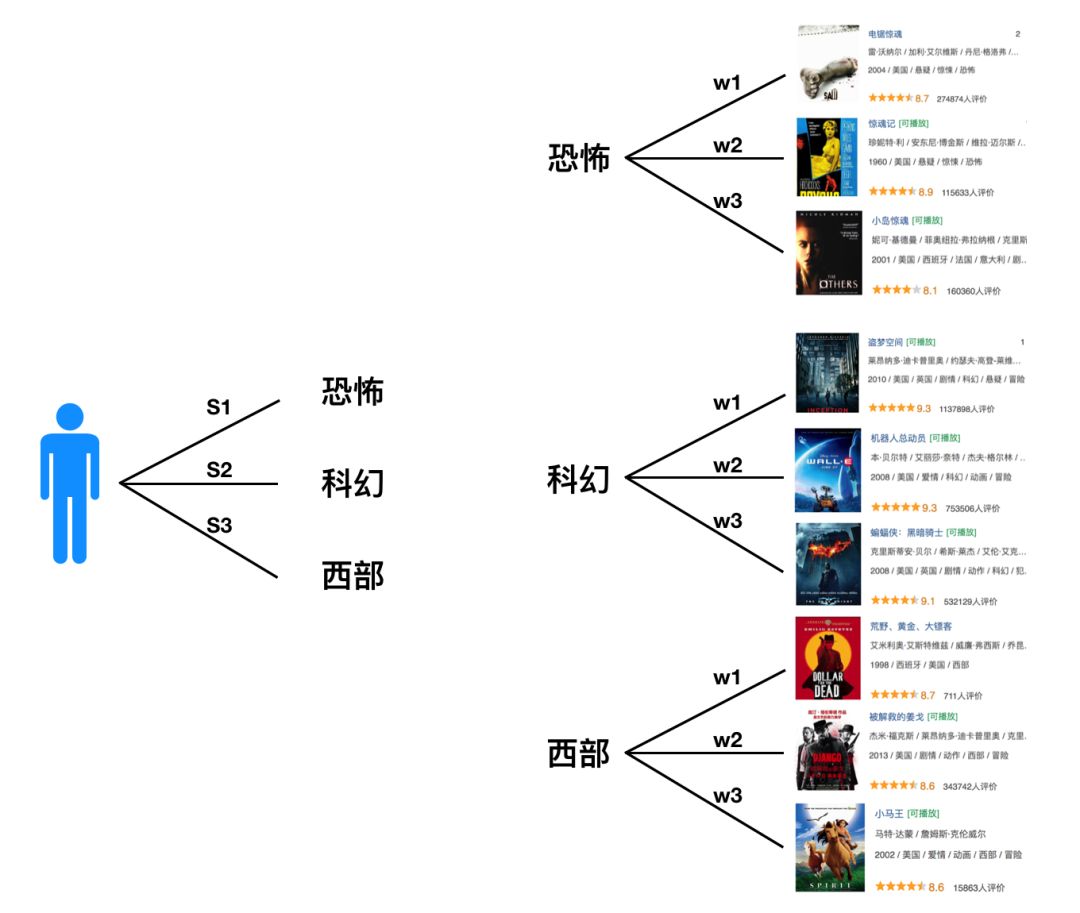 电锯惊魂 2
雷·沃纳尔 / 加利·艾尔维斯 / 丹尼·格洛弗 /...
2004 / 美国 / 悬疑 / 惊悚 / 恐怖
8.7 274874人评价
SAW
惊魂记 [可播放]
珍妮特·利 / 安东尼·博金斯 / 维拉·迈尔斯 /..
1960 / 美国 / 悬疑 / 惊悚 / 恐怖
8.9 115633人评价
小岛惊魂 [可播放]
妮可·基德曼 / 菲奥纽拉·弗拉纳根 / 克里斯
2001 / 美国 / 西班牙 / 法国 / 意大利 / 剧..
8.1 160360人评价
NICOLE KIDMAN
THE
OTHERS
恐怖
w1
w2
w3
盗梦空间 [可播放] 1
莱昂纳多·迪卡普里奥 / 约瑟夫·高登-莱维...
2010 / 美国 / 英国 / 剧情 / 科幻 / 悬疑 / 冒险
9.3 1137898人评价
INCEPTION
机器人总动员 [可播放]
本·贝尔特 / 艾丽莎·奈特 / 杰夫·格尔林 / ..
2008 / 美国 / 爱情 / 科幻 / 动画 / 冒险
9.3 753506人评价
WALL·E
蝙蝠侠：黑暗骑士 [可播放]
克里斯蒂安·贝尔 / 希斯·莱杰 / 艾伦·艾克...
2008 / 美国 / 英国 / 剧情 / 动作 / 科幻 / 犯.
9.1 532129人评价
科幻
w1
w2
w3
S1
S2
S3
恐怖
科幻
西部
荒野、黄金、大镖客
艾米利奥·艾斯特维兹 / 威廉·弗西斯 / 乔昆.
1998 / 西班牙 / 美国 / 西部
8.7 711人评价
EMILIO ESTEVEZ
DOLLAR
FOR THE
DEAD
被解救的姜戈 [可播放]
杰米·福克斯 / 莱昂纳多·迪卡普里奥 / 克里.
2013 / 美国 / 剧情 / 动作 / 西部 / 冒险
8.6 343742人评价
DJANGO
小马王 [可播放]
马特·达蒙 / 詹姆斯·克伦威尔
2002 / 美国 / 爱情 / 动画 / 西部 / 冒险
8.6 15863人评价
SPIRIT
西部
w1
w2
w3